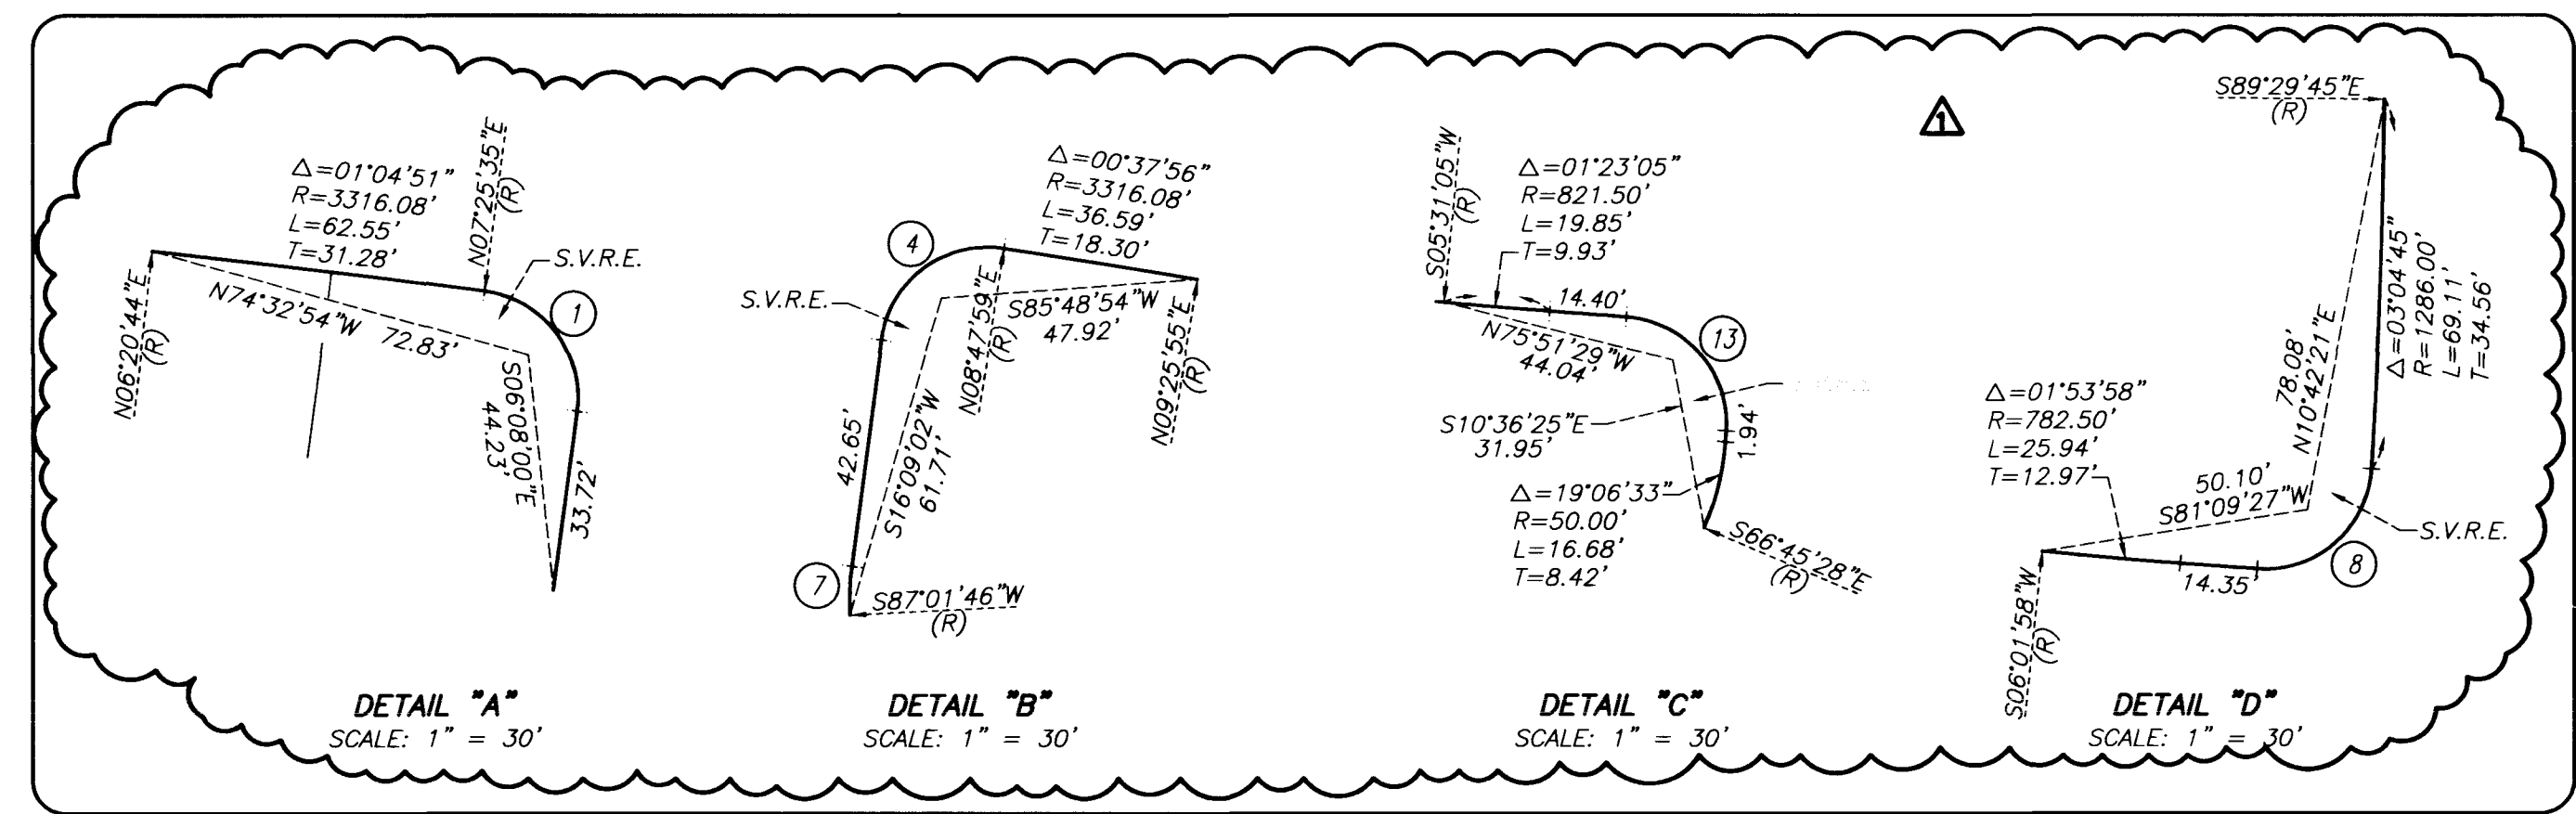 Δ=01°04'51"
R=3316.08'
L=62.55'
T=31.28'
N07°25'35"E
(R)
S.V.R.E.
1
N06°20'44"E
(R)
N74°32'54"W 72.83'
S06°08'00"E
44.23'
33.72'
DETAIL "A"
SCALE: 1" = 30'
Δ=00°37'56"
R=3316.08'
L=36.59'
T=18.30'
4
S.V.R.E.
N08°47'59"E
(R)
S85°48'54"W
47.92'
N09°25'55"E
(R)
42.65'
S16°09'02"W
61.71'
7
S87°01'46"W
(R)
DETAIL "B"
SCALE: 1" = 30'
S05°31'05"W
(R)
Δ=01°23'05"
R=821.50'
L=19.85'
T=9.93'
14.40'
13
N75°51'29"W
44.04'
S10°36'25"E
31.95'
1.94'
Δ=19°06'33"
R=50.00'
L=16.68'
T=8.42'
S66°45'28"E
(R)
DETAIL "C"
SCALE: 1" = 30'
1
S89°29'45"E
(R)
Δ=03°04'45"
R=1286.00'
L=69.11'
T=34.56'
78.08'
N10°42'21"E
Δ=01°53'58"
R=782.50'
L=25.94'
T=12.97'
50.10'
S81°09'27"W
S.V.R.E.
8
14.35'
S06°01'58"W
(R)
DETAIL "D"
SCALE: 1" = 30'